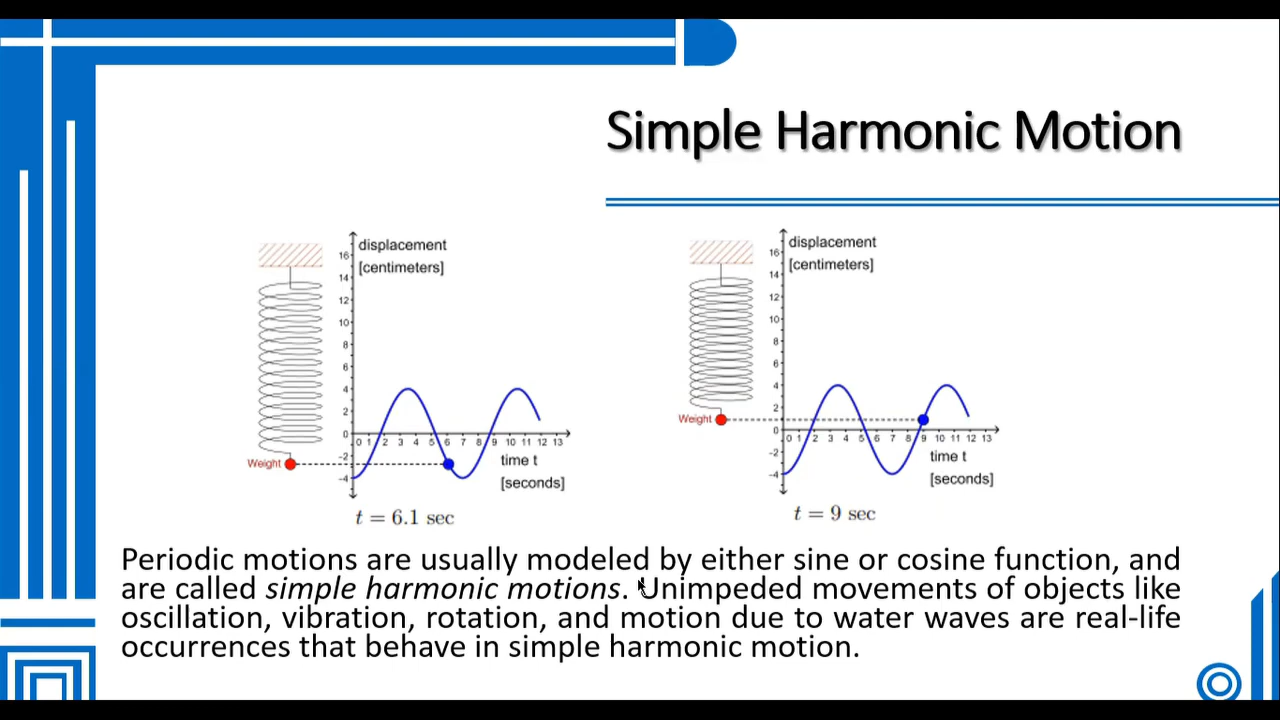 Simple Harmonic Motion
displacement
[centimeters]
16
14
12
10
8
6
4
2
0
-2
-4
0 1 2 3 4 5 6 7 8 9 10 11 12 13
Weight
time t
[seconds]
t = 6.1 sec
displacement
[centimeters]
16
14
12
10
8
6
4
2
0
-2
-4
0 1 2 3 4 5 6 7 8 9 10 11 12 13
Weight
time t
[seconds]
t = 9 sec
Periodic motions are usually modeled by either sine or cosine function, and
are called simple harmonic motions. Unimpeded movements of objects like
oscillation, vibration, rotation, and motion due to water waves are real-life
occurrences that behave in simple harmonic motion.